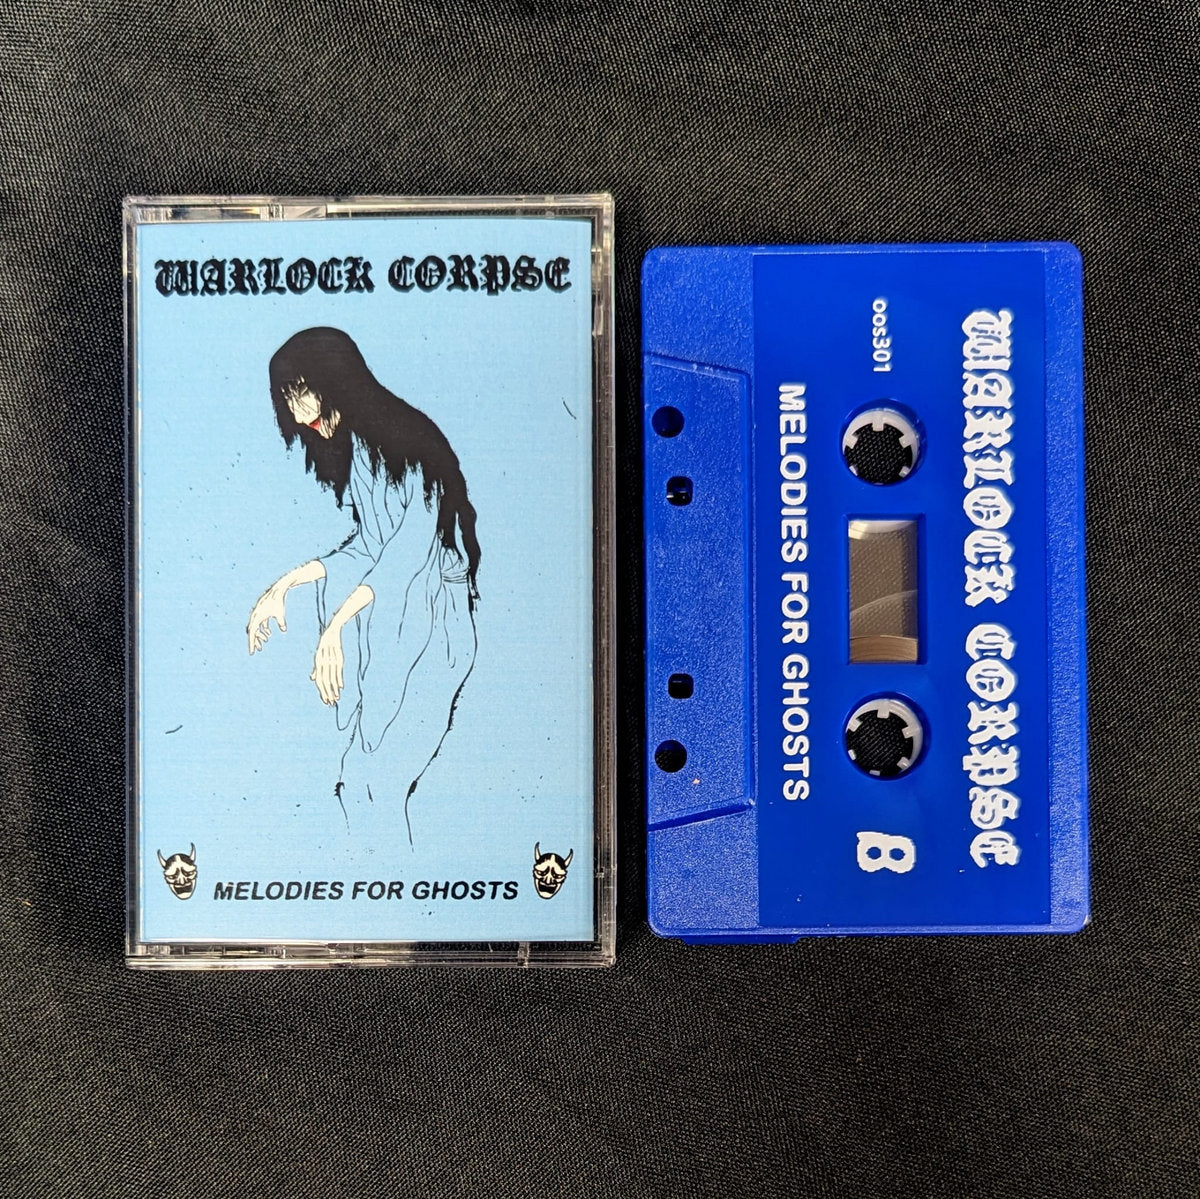 WARLOCK CORPSE
MELODIES FOR GHOSTS
WARLOCK CORPSE
oos301
B
MELODIES FOR GHOSTS